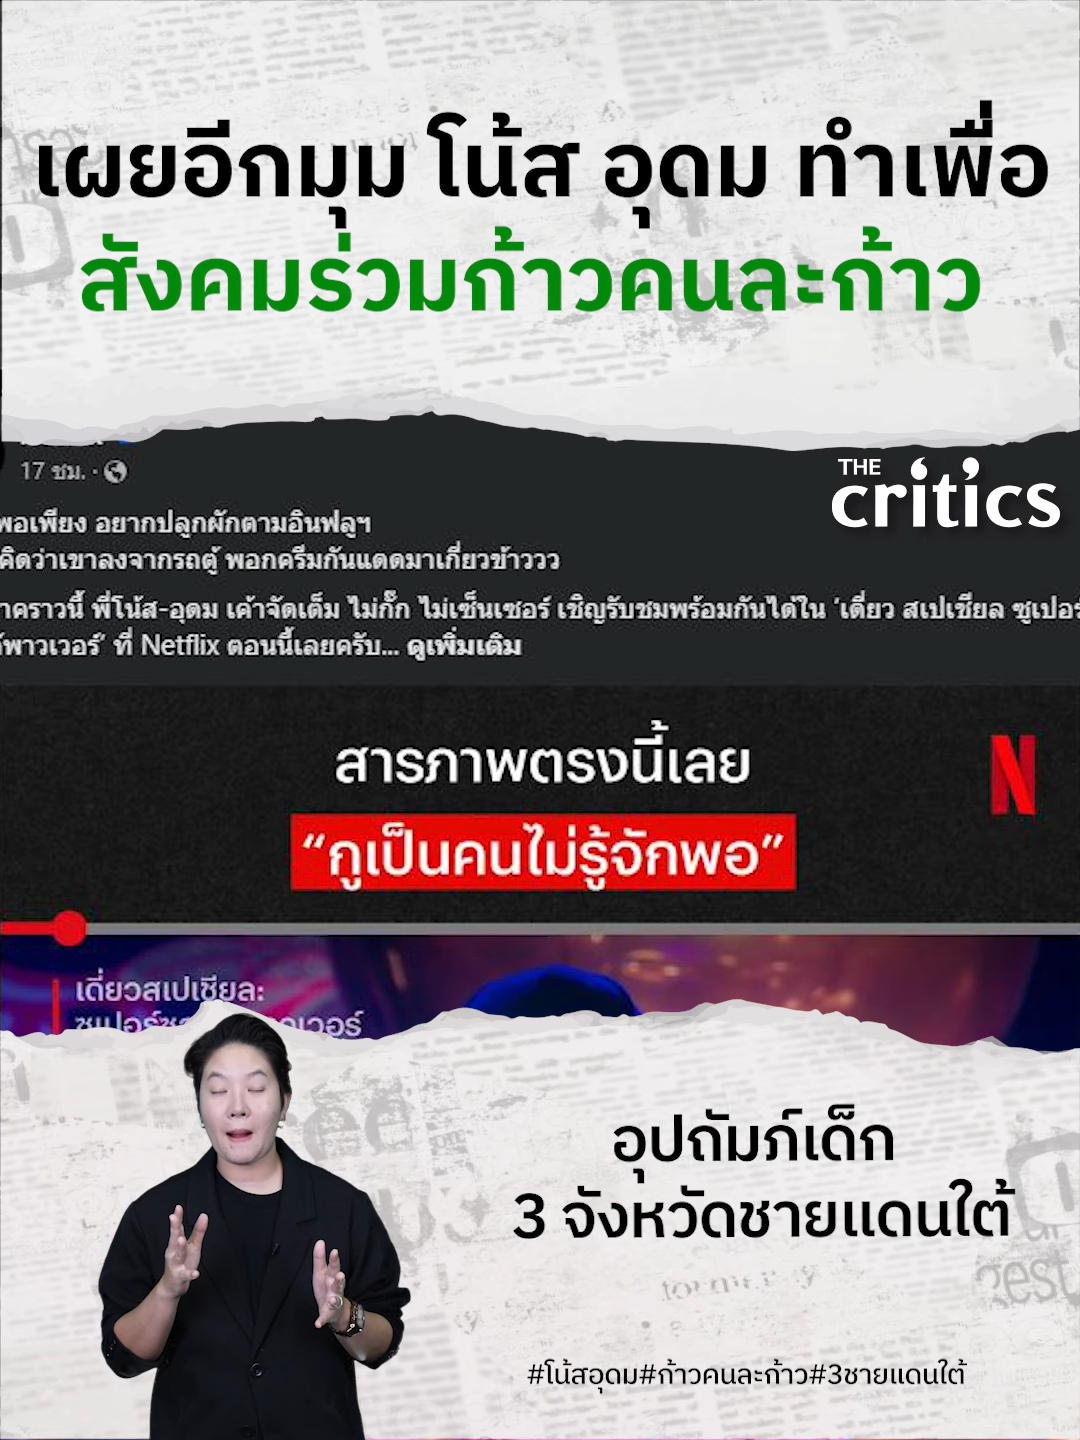 เผยอีกมุม โน้ส อุดม ทำเพื่อ
สังคมร่วมก้าวคนละก้าว
17 ชม.
THE
critics
พอเพียง อยากปลูกผักตามอินฟลูฯ
คิดว่าเขาลงจากรถตู้ พอกครีมกันแดดมาเกี่ยวข้าววว
คราวนี้ พี่โน้ส-อุดม เค้าจัดเต็ม ไม่กั๊ก ไม่เซ็นเซอร์ เชิญรับชมพร้อมกันได้ใน ‘เดี่ยว สเปเชียล ซูเปอร์
พาวเวอร์’ ที่ Netflix ตอนนี้เลยครับ... ดูเพิ่มเติม
สารภาพตรงนี้เลย
N
“กูเป็นคนไม่รู้จักพอ”
เดี่ยวสเปเชียล:
อุปถัมภ์เด็ก
3 จังหวัดชายแดนใต้
#โน้สอุดม#ก้าวคนละก้าว#3ชายแดนใต้